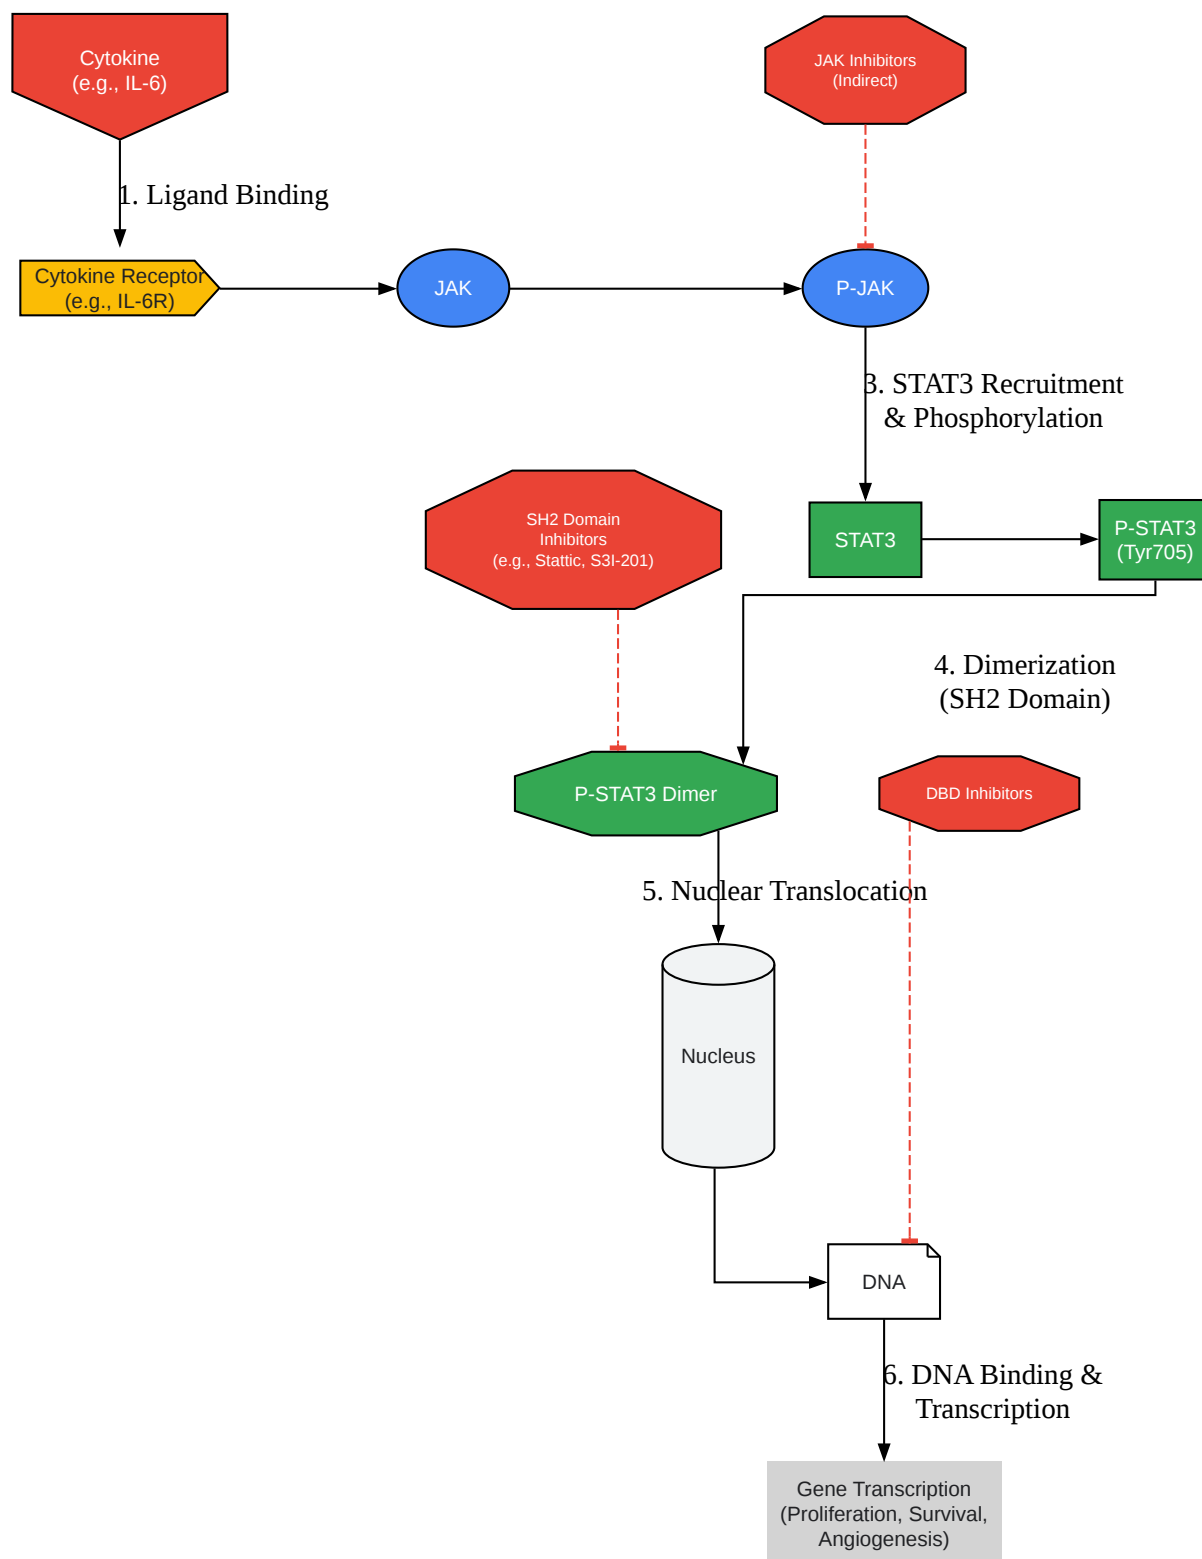 Cytokine
(e.g., IL-6)
JAK Inhibitors
(Indirect)
1. Ligand Binding
Cytokine Receptor
(e.g., IL-6R)
JAK
P-JAK
3. STAT3 Recruitment
& Phosphorylation
SH2 Domain
Inhibitors
(e.g., Stattic, S3I-201)
STAT3
P-STAT3
(Tyr705)
4. Dimerization
(SH2 Domain)
P-STAT3 Dimer
DBD Inhibitors
5. Nuclear Translocation
Nucleus
DNA
6. DNA Binding &
Transcription
Gene Transcription
(Proliferation, Survival,
Angiogenesis)